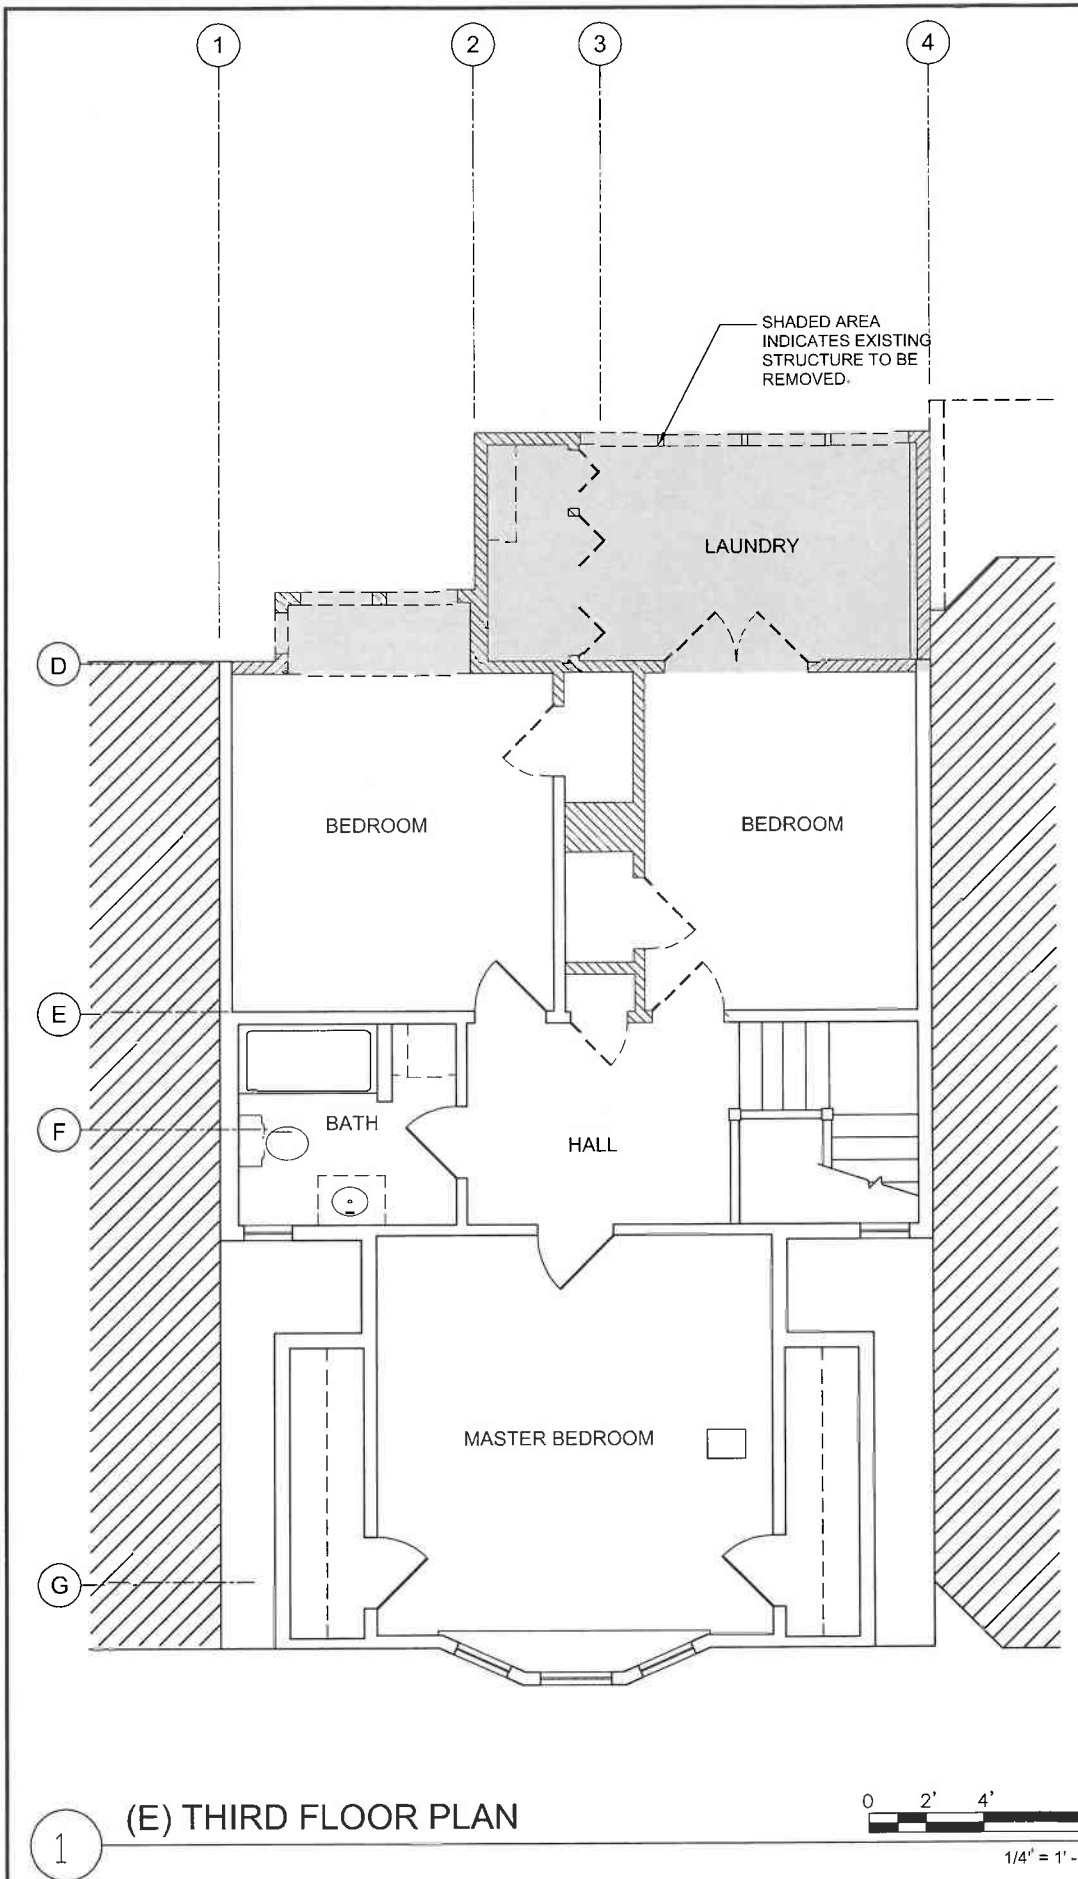 1
2
3
4
SHADED AREA
INDICATES EXISTING
STRUCTURE TO BE
REMOVED.
LAUNDRY
D
BEDROOM
BEDROOM
E
F
BATH
HALL
MASTER BEDROOM
G
1
(E) THIRD FLOOR PLAN
0 2' 4'
1/4" = 1' -